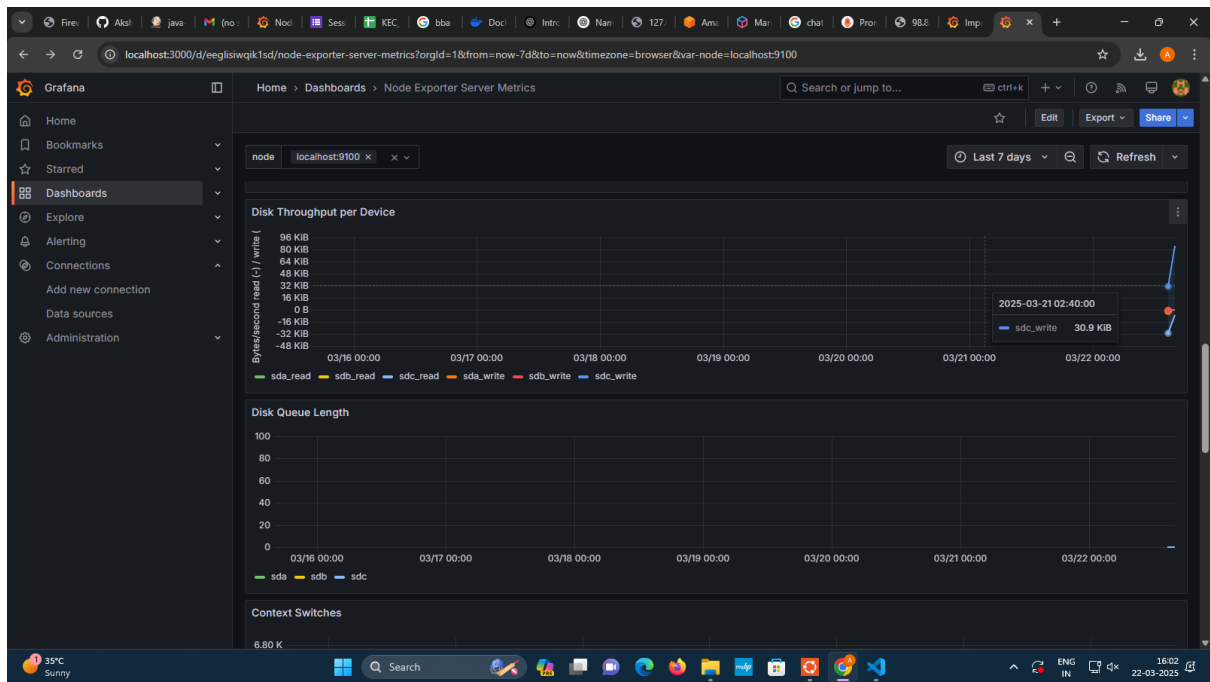 Firev
Aksh
java-
M (no s
Nod
Sess
KEC_
bba
Docl
Intro
Nam
127.
Ama
Man
chat
Pror
98.8
Imp
localhost:3000/d/eeglisiwqik1sd/node-exporter-server-metrics?orgId=1&from=now-7d&to=now&timezone=browser&var-node=localhost:9100
A
Grafana
Home > Dashboards > Node Exporter Server Metrics
Search or jump to...
ctrl+k
Home
Bookmarks
Starred
Dashboards
Explore
Alerting
Connections
Add new connection
Data sources
Administration
Edit
Export
Share
node
localhost:9100
Last 7 days
Refresh
Disk Throughput per Device
Bytes/second read (-) / write (
96 KiB
80 KiB
64 KiB
48 KiB
32 KiB
16 KiB
0 B
-16 KiB
-32 KiB
-48 KiB
03/16 00:00 03/17 00:00 03/18 00:00 03/19 00:00 03/20 00:00 03/21 00:00 03/22 00:00
2025-03-21 02:40:00
sdc_write 30.9 KiB
sda_read sdb_read sdc_read sda_write sdb_write sdc_write
Disk Queue Length
100
80
60
40
20
0
03/16 00:00 03/17 00:00 03/18 00:00 03/19 00:00 03/20 00:00 03/21 00:00 03/22 00:00
sda sdb sdc
Context Switches
6.80 K
1
35°C
Sunny
Search
ENG
IN
16:02
22-03-2025